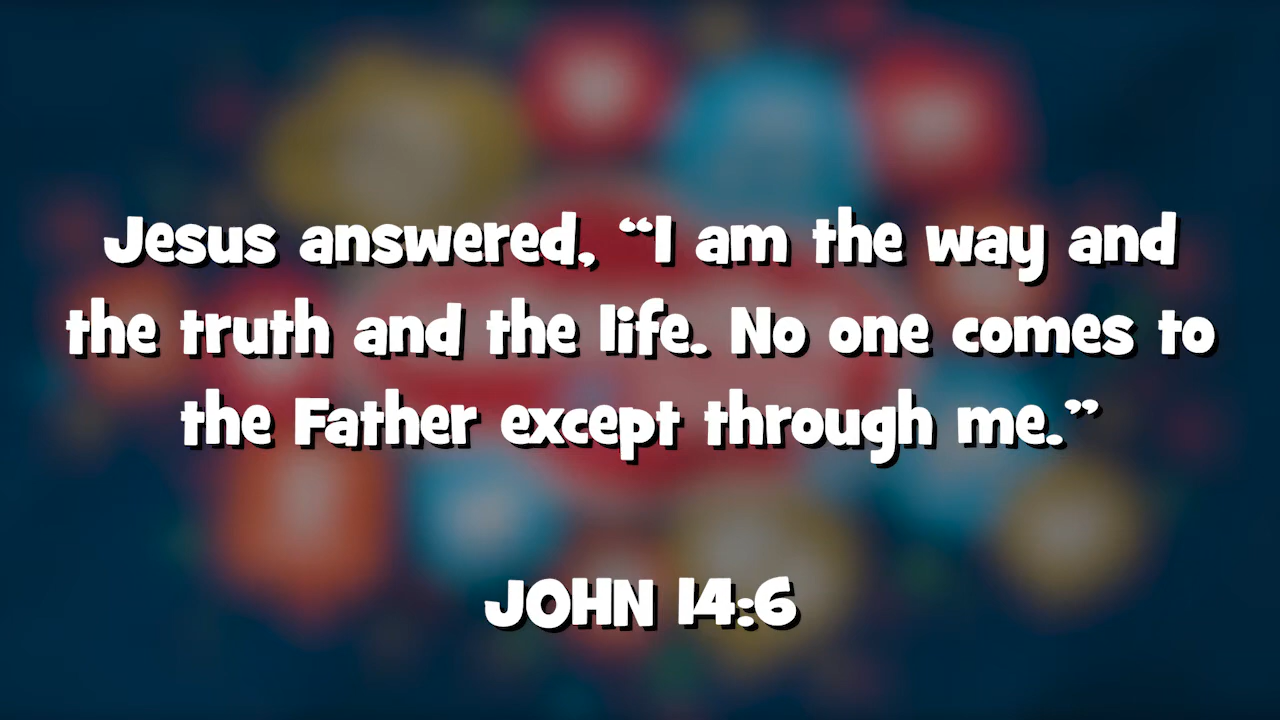 Jesus answered, “I am the way and
the truth and the life. No one comes to
the Father except through me.”
JOHN 14:6